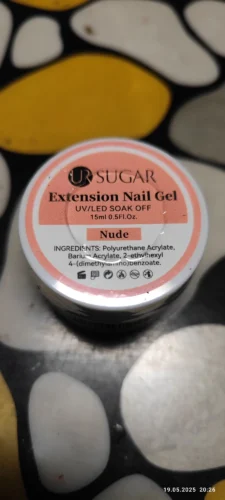 UR SUGAR
Extension Nail Gel
UV/LED SOAK OFF
15ml 0.5Fl.Oz.
Nude
INGREDIENTS: Polyurethane Acrylate,
Barium Acrylate, 2-ethylhexyl
4-(dimethylamino)benzoate.
19.05.2025 20:26